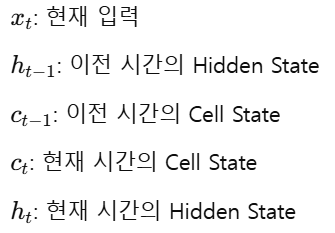 $x_t$: 현재 입력
$h_{t-1}$: 이전 시간의 Hidden State
$c_{t-1}$: 이전 시간의 Cell State
$c_t$: 현재 시간의 Cell State
$h_t$: 현재 시간의 Hidden State